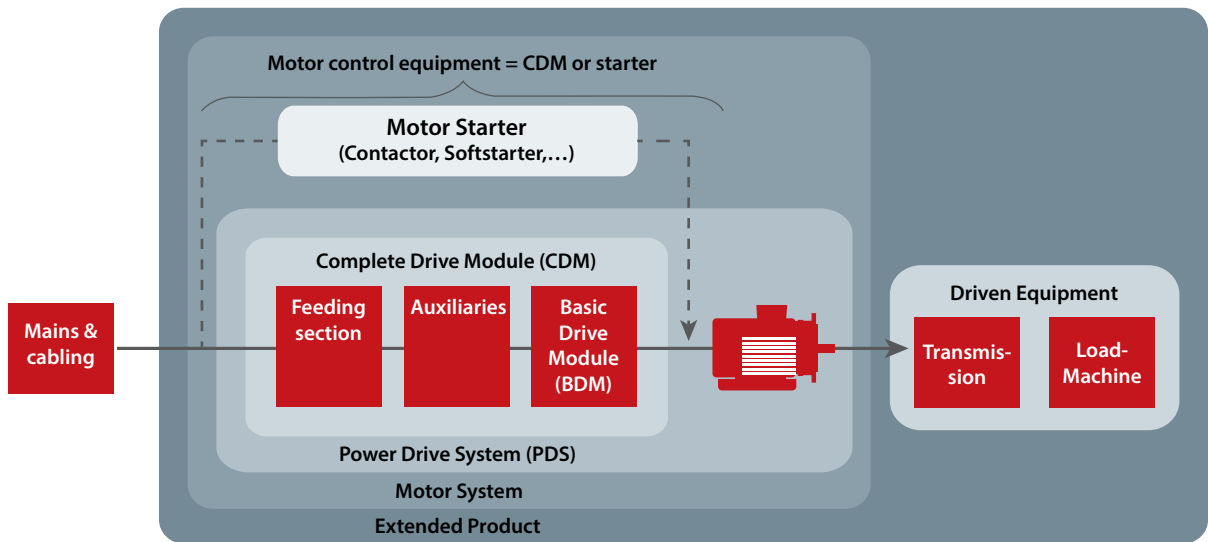 Motor control equipment = CDM or starter
Motor Starter
(Contactor, Softstarter,...)
Complete Drive Module (CDM)
Feeding
section
Auxiliaries
Basic
Drive
Module
(BDM)
Mains &
cabling
Driven Equipment
Transmis-
sion
Load-
Machine
Power Drive System (PDS)
Motor System
Extended Product